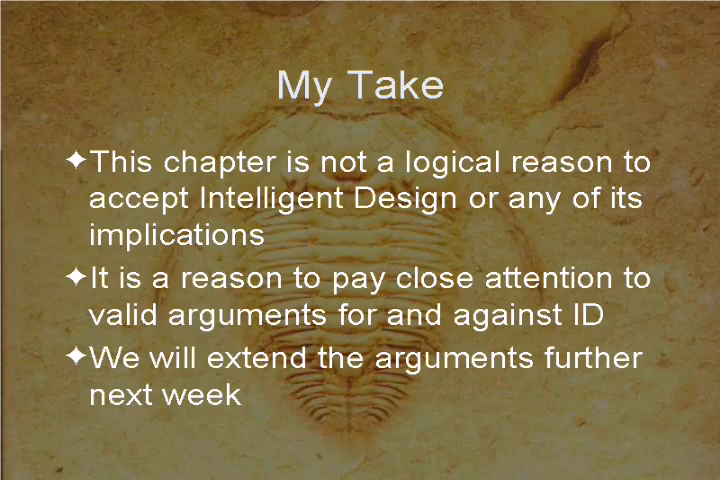 My Take
✦This chapter is not a logical reason to
accept Intelligent Design or any of its
implications
✦It is a reason to pay close attention to
valid arguments for and against ID
✦We will extend the arguments further
next week